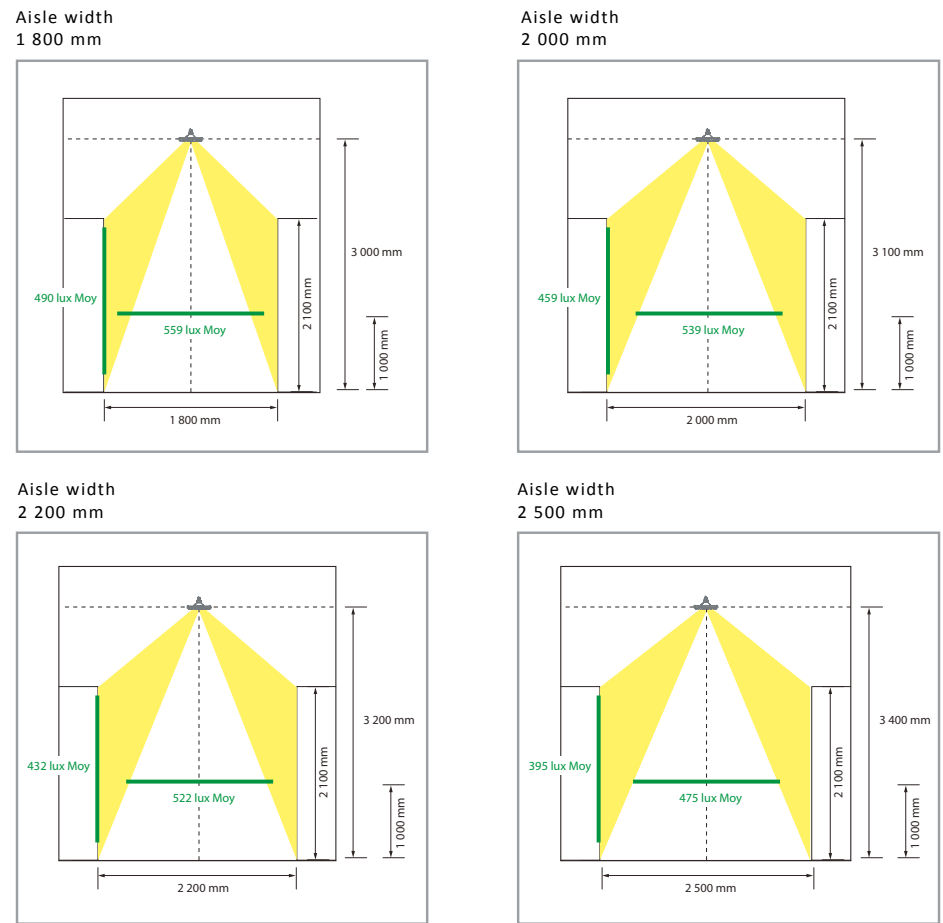 Aisle width
1 800 mm
490 lux Moy
559 lux Moy
3 000 mm
2 100 mm
1 000 mm
1 800 mm
Aisle width
2 000 mm
459 lux Moy
539 lux Moy
3 100 mm
2 100 mm
1 000 mm
2 000 mm
Aisle width
2 200 mm
432 lux Moy
522 lux Moy
3 200 mm
2 100 mm
1 000 mm
2 200 mm
Aisle width
2 500 mm
395 lux Moy
475 lux Moy
3 400 mm
2 100 mm
1 000 mm
2 500 mm